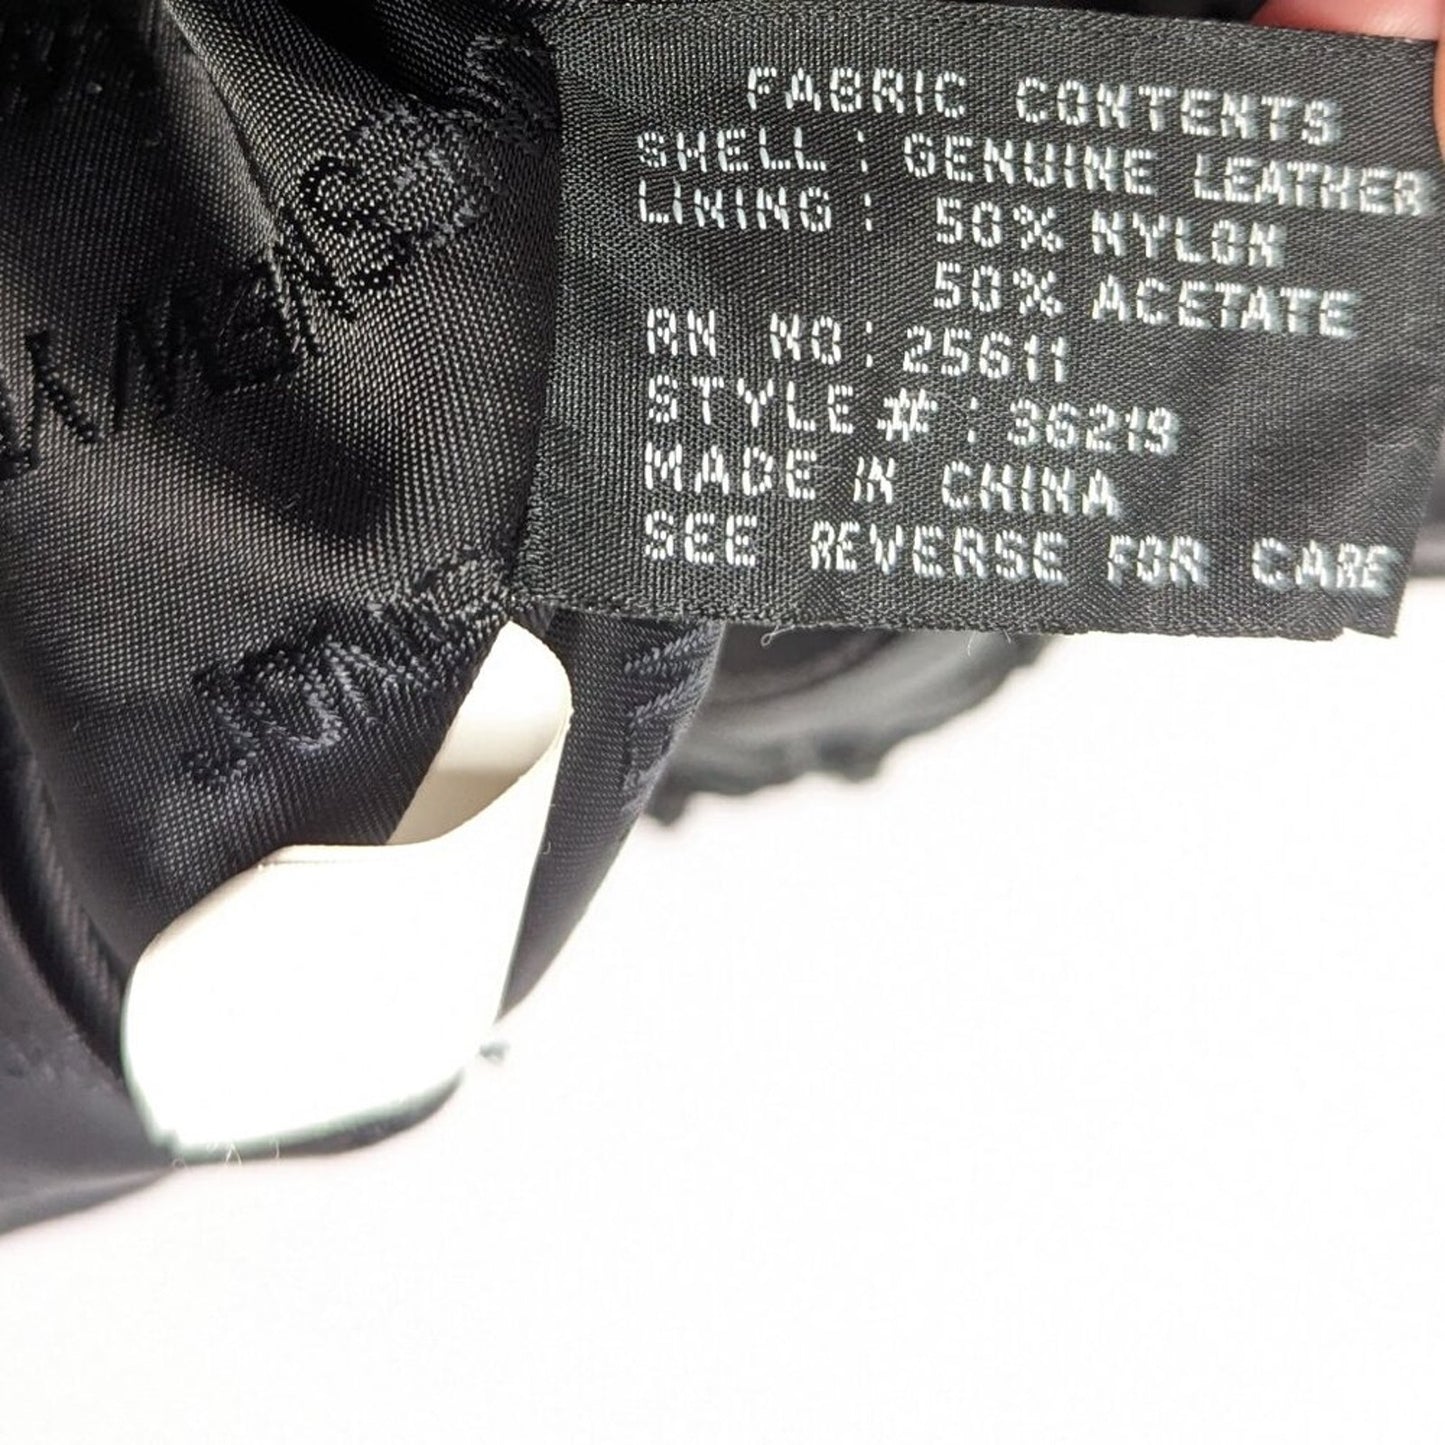 FABRIC CONTENTS
SHELL : GENUINE LEATHER
LINING : 50% NYLON
50% ACETATE
RN NO : 25611
STYLE # : 36219
MADE IN CHINA
SEE REVERSE FOR CARE